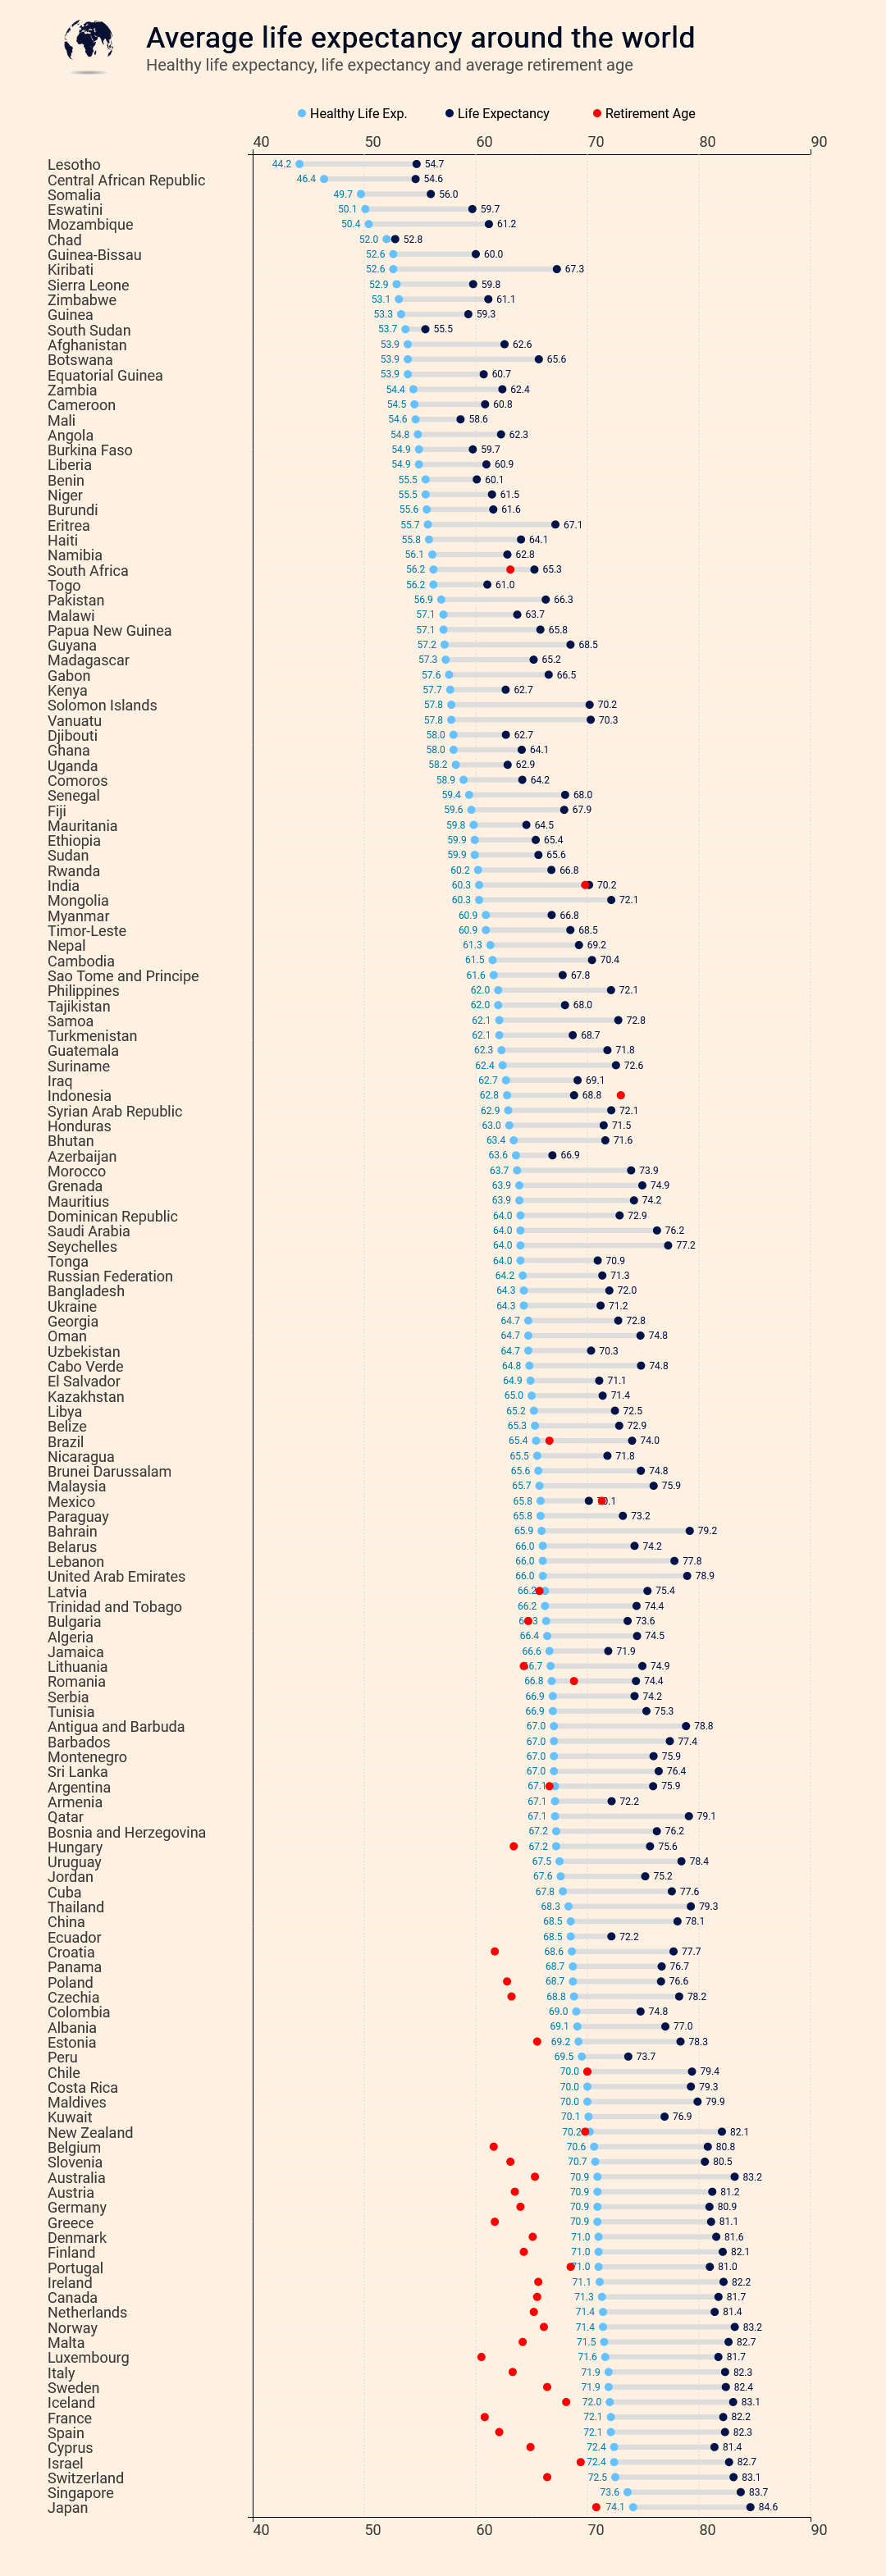 Average life expectancy around the world
Healthy life expectancy, life expectancy and average retirement age
Healthy Life Exp. Life Expectancy Retirement Age
40 50 60 70 80 90
Lesotho 44.2 54.7
Central African Republic 46.4 54.6
Somalia 49.7 56.0
Eswatini 50.1 59.7
Mozambique 50.4 61.2
Chad 52.0 52.8
Guinea-Bissau 52.6 60.0
Kiribati 52.6 67.3
Sierra Leone 52.9 59.8
Zimbabwe 53.1 61.1
Guinea 53.3 59.3
South Sudan 53.7 55.5
Afghanistan 53.9 62.6
Botswana 53.9 65.6
Equatorial Guinea 53.9 60.7
Zambia 54.4 62.4
Cameroon 54.5 60.8
Mali 54.6 58.6
Angola 54.8 62.3
Burkina Faso 54.9 59.7
Liberia 54.9 60.9
Benin 55.5 60.1
Niger 55.5 61.5
Burundi 55.6 61.6
Eritrea 55.7 67.1
Haiti 55.8 64.1
Namibia 56.1 62.8
South Africa 56.2 65.3
Togo 56.2 61.0
Pakistan 56.9 66.3
Malawi 57.1 63.7
Papua New Guinea 57.1 65.8
Guyana 57.2 68.5
Madagascar 57.3 65.2
Gabon 57.6 66.5
Kenya 57.7 62.7
Solomon Islands 57.8 70.2
Vanuatu 57.8 70.3
Djibouti 58.0 62.7
Ghana 58.0 64.1
Uganda 58.2 62.9
Comoros 58.9 64.2
Senegal 59.4 68.0
Fiji 59.6 67.9
Mauritania 59.8 64.5
Ethiopia 59.9 65.4
Sudan 59.9 65.6
Rwanda 60.2 66.8
India 60.3 70.2
Mongolia 60.3 72.1
Myanmar 60.9 66.8
Timor-Leste 60.9 68.5
Nepal 61.3 69.2
Cambodia 61.5 70.4
Sao Tome and Principe 61.6 67.8
Philippines 62.0 72.1
Tajikistan 62.0 68.0
Samoa 62.1 72.8
Turkmenistan 62.1 68.7
Guatemala 62.3 71.8
Suriname 62.4 72.6
Iraq 62.7 69.1
Indonesia 62.8 68.8
Syrian Arab Republic 62.9 72.1
Honduras 63.0 71.5
Bhutan 63.4 71.6
Azerbaijan 63.6 66.9
Morocco 63.7 73.9
Grenada 63.9 74.9
Mauritius 63.9 74.2
Dominican Republic 64.0 72.9
Saudi Arabia 64.0 76.2
Seychelles 64.0 77.2
Tonga 64.0 70.9
Russian Federation 64.2 71.3
Bangladesh 64.3 72.0
Ukraine 64.3 71.2
Georgia 64.7 72.8
Oman 64.7 74.8
Uzbekistan 64.7 70.3
Cabo Verde 64.8 74.8
El Salvador 64.9 71.1
Kazakhstan 65.0 71.4
Libya 65.2 72.5
Belize 65.3 72.9
Brazil 65.4 74.0
Nicaragua 65.5 71.8
Brunei Darussalam 65.6 74.8
Malaysia 65.7 75.9
Mexico 65.8
Paraguay 65.8 73.2
Bahrain 65.9 79.2
Belarus 66.0 74.2
Lebanon 66.0 77.8
United Arab Emirates 66.0 78.9
Latvia 66.2 75.4
Trinidad and Tobago 66.2 74.4
Bulgaria 73.6
Algeria 66.4 74.5
Jamaica 66.6 71.9
Lithuania 66.7 74.9
Romania 66.8 74.4
Serbia 66.9 74.2
Tunisia 66.9 75.3
Antigua and Barbuda 67.0 78.8
Barbados 67.0 77.4
Montenegro 67.0 75.9
Sri Lanka 67.0 76.4
Argentina 67.1 75.9
Armenia 67.1 72.2
Qatar 67.1 79.1
Bosnia and Herzegovina 67.2 76.2
Hungary 67.2 75.6
Uruguay 67.5 78.4
Jordan 67.6 75.2
Cuba 67.8 77.6
Thailand 68.3 79.3
China 68.5 78.1
Ecuador 68.5 72.2
Croatia 68.6 77.7
Panama 68.7 76.7
Poland 68.7 76.6
Czechia 68.8 78.2
Colombia 69.0 74.8
Albania 69.1 77.0
Estonia 69.2 78.3
Peru 69.5 73.7
Chile 70.0 79.4
Costa Rica 70.0 79.3
Maldives 70.0 79.9
Kuwait 70.1 76.9
New Zealand 70.2 82.1
Belgium 70.6 80.8
Slovenia 70.7 80.5
Australia 70.9 83.2
Austria 70.9 81.2
Germany 70.9 80.9
Greece 70.9 81.1
Denmark 71.0 81.6
Finland 71.0 82.1
Portugal 71.0 81.0
Ireland 71.1 82.2
Canada 71.3 81.7
Netherlands 71.4 81.4
Norway 71.4 83.2
Malta 71.5 82.7
Luxembourg 71.6 81.7
Italy 71.9 82.3
Sweden 71.9 82.4
Iceland 72.0 83.1
France 72.1 82.2
Spain 72.1 82.3
Cyprus 72.4 81.4
Israel 72.4 82.7
Switzerland 72.5 83.1
Singapore 73.6 83.7
Japan 74.1 84.6
40 50 60 70 80 90